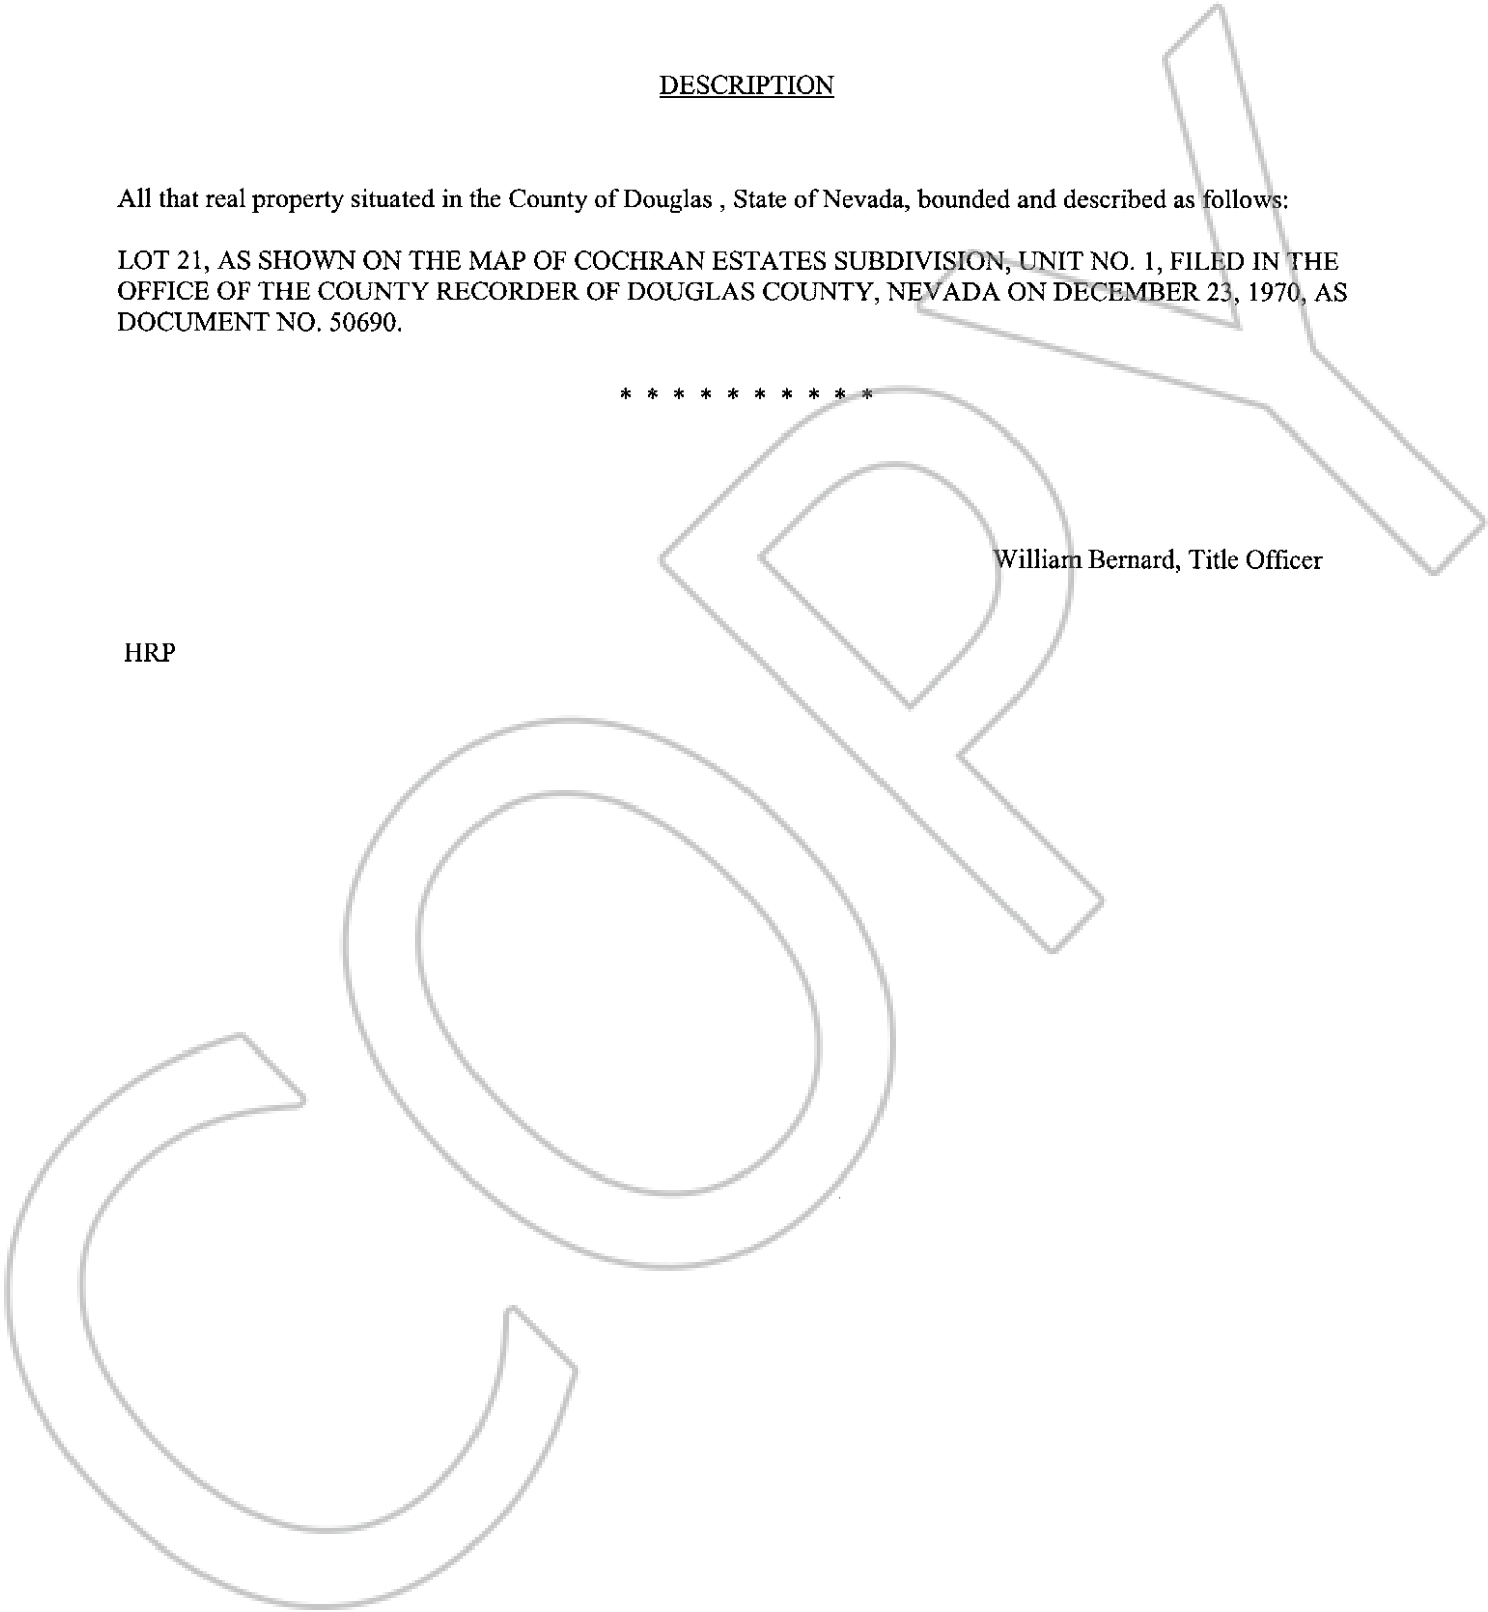 DESCRIPTION
All that real property situated in the County of Douglas , State of Nevada, bounded and described as follows:
LOT 21, AS SHOWN ON THE MAP OF COCHRAN ESTATES SUBDIVISION, UNIT NO. 1, FILED IN THE
OFFICE OF THE COUNTY RECORDER OF DOUGLAS COUNTY, NEVADA ON DECEMBER 23, 1970, AS
DOCUMENT NO. 50690.
* * * * * * * * * *
William Bernard, Title Officer
HRP
COPY